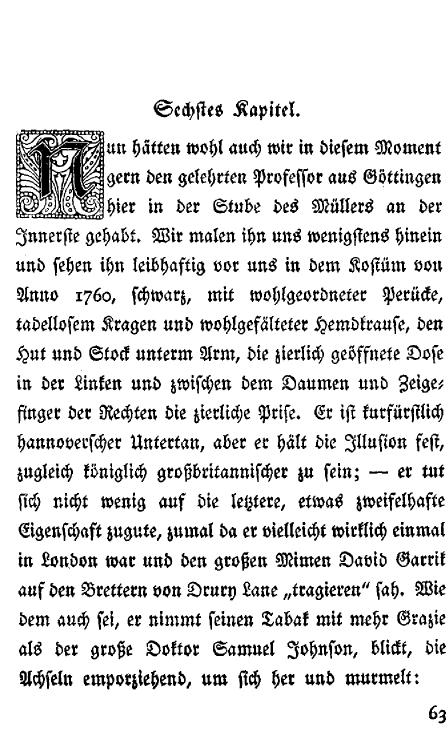 Sechstes Kapitel.
Nun hätten wohl auch wir in diesem Moment
gern den gelehrten Professor aus Göttingen
hier in der Stube des Müllers an der
Innerste gehabt. Wir malen ihn uns wenigstens hinein
und sehen ihn leibhaftig vor uns in dem Kostüm von
Anno 1760, schwarz, mit wohlgeordneter Perücke,
tadellosem Kragen und wohlgefälteter Hemdkrause, den
Hut und Stock unterm Arm, die zierlich geöffnete Dose
in der Linken und zwischen dem Daumen und Zeige-
finger der Rechten die zierliche Prise. Er ist kurfürstlich
hannoverscher Untertan, aber er hält die Illusion fest,
zugleich königlich großbritannischer zu sein; — er tut
sich nicht wenig auf die letztere, etwas zweifelhafte
Eigenschaft zugute, zumal da er vielleicht wirklich einmal
in London war und den großen Mimen David Garrik
auf den Brettern von Drury Lane „tragieren“ sah. Wie
dem auch sei, er nimmt seinen Tabak mit mehr Grazie
als der große Doktor Samuel Johnson, blickt, die
Achseln emporziehend, um sich her und murmelt:
63